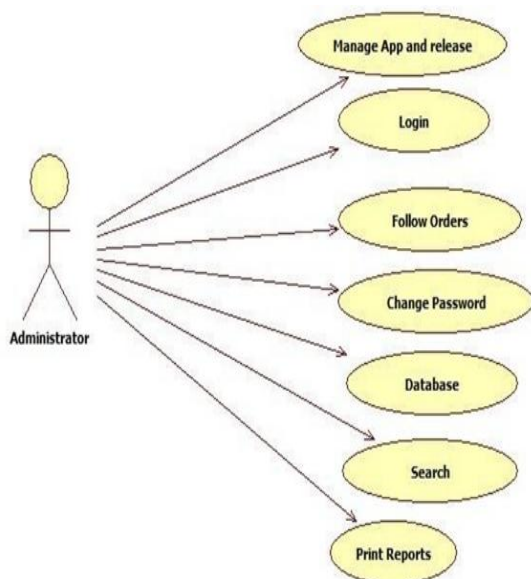 Manage App and release
Login
Follow Orders
Change Password
Administrator
Database
Search
Print Reports